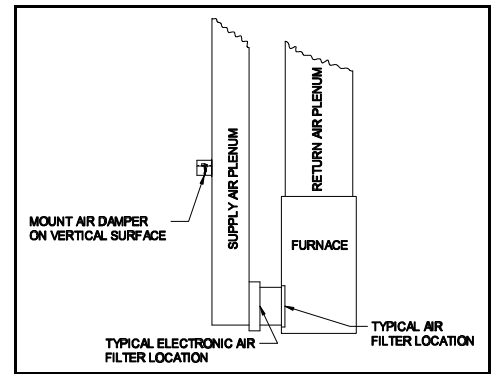 RETURN AIR PLENUM
SUPPLY AIR PLENUM
MOUNT AIR DAMPER
ON VERTICAL SURFACE
FURNACE
TYPICAL ELECTRONIC AIR
FILTER LOCATION
TYPICAL AIR
FILTER LOCATION